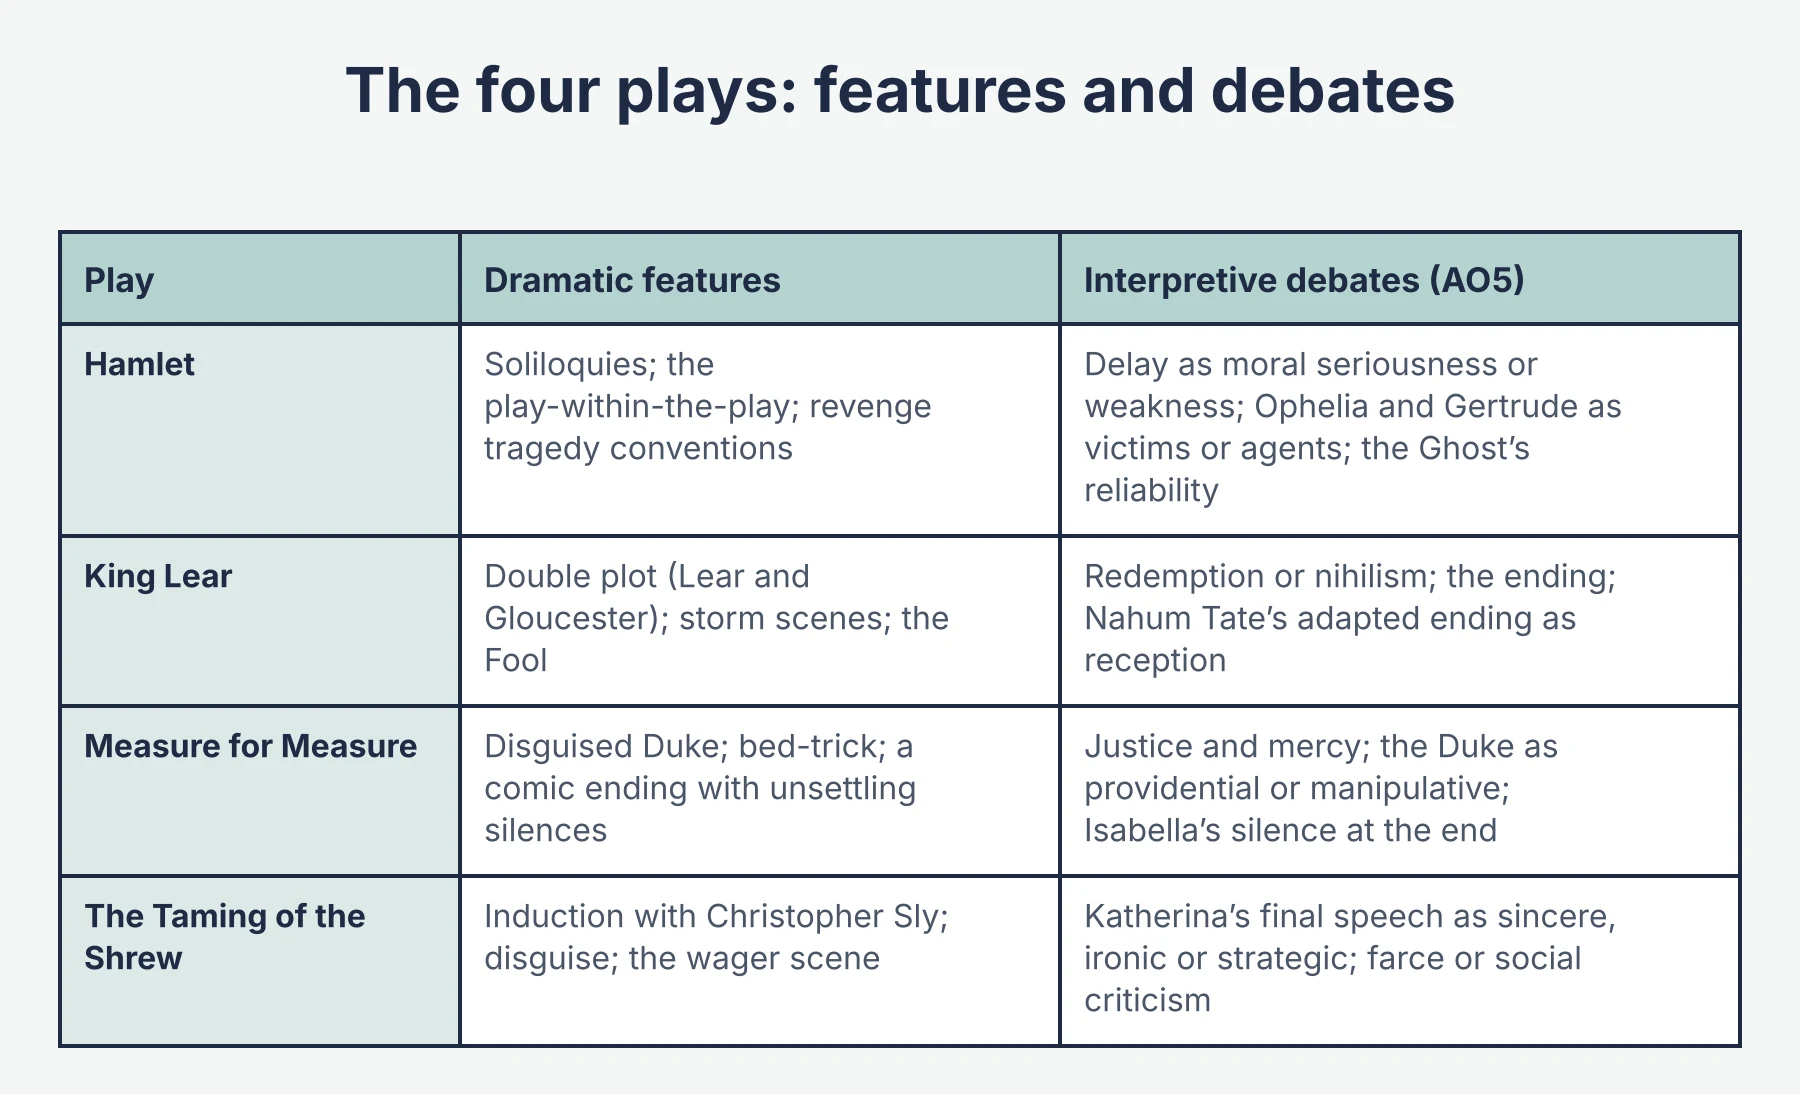 The four plays: features and debates
Play
Dramatic features
Interpretive debates (AO5)
Hamlet
Soliloquies; the
play-within-the-play; revenge
tragedy conventions
Delay as moral seriousness or
weakness; Ophelia and Gertrude as
victims or agents; the Ghost’s
reliability
King Lear
Double plot (Lear and
Gloucester); storm scenes; the
Fool
Redemption or nihilism; the ending;
Nahum Tate’s adapted ending as
reception
Measure for Measure
Disguised Duke; bed-trick; a
comic ending with unsettling
silences
Justice and mercy; the Duke as
providential or manipulative;
Isabella’s silence at the end
The Taming of the
Shrew
Induction with Christopher Sly;
disguise; the wager scene
Katherina’s final speech as sincere,
ironic or strategic; farce or social
criticism